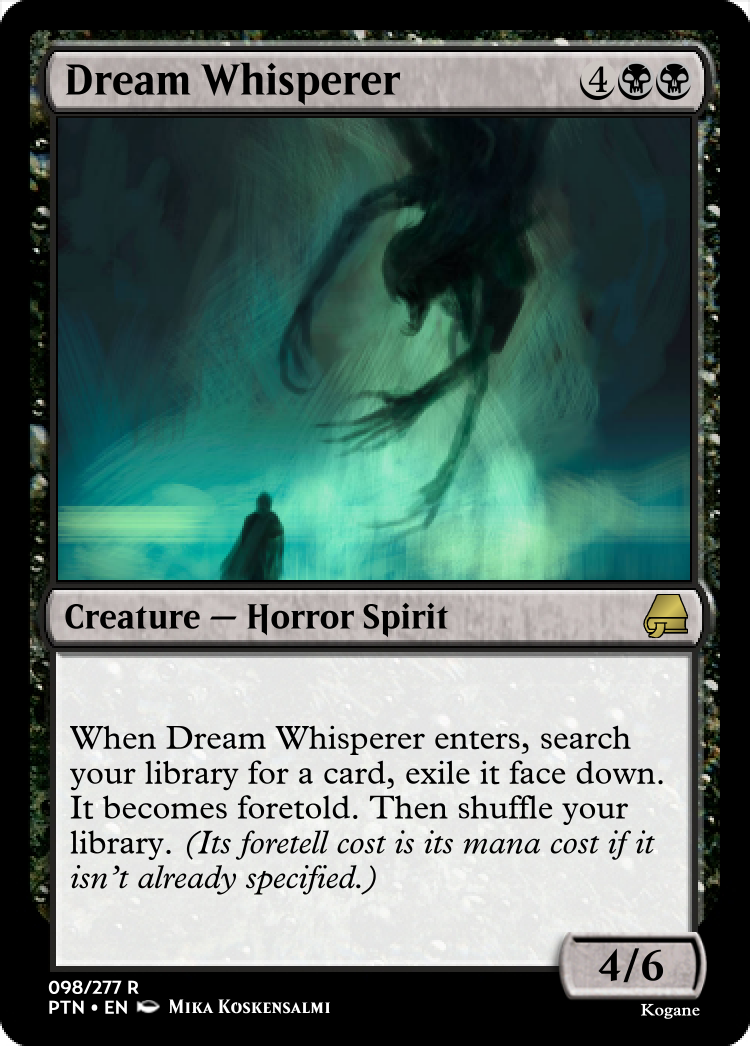 Dream Whisperer 4
Creature — Horror Spirit
When Dream Whisperer enters, search
your library for a card, exile it face down.
It becomes foretold. Then shuffle your
library. (Its foretell cost is its mana cost if it
isn't already specified.)
4/6
098/277 R
PTN • EN Mika Koskensalmi
Kogane